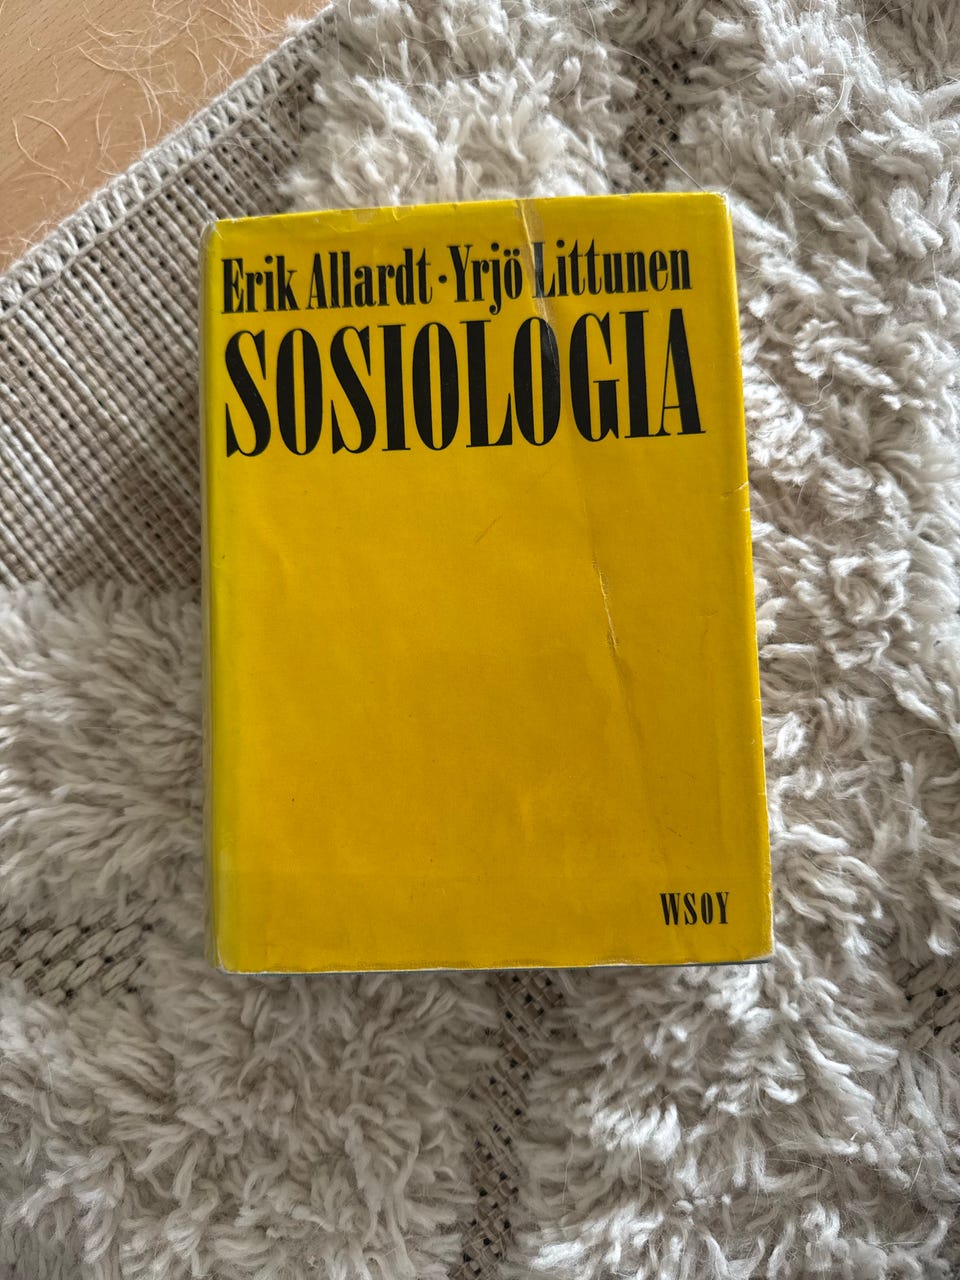 Erik Allardt · Yrjö Littunen
SOSIOLOGIA
WSOY